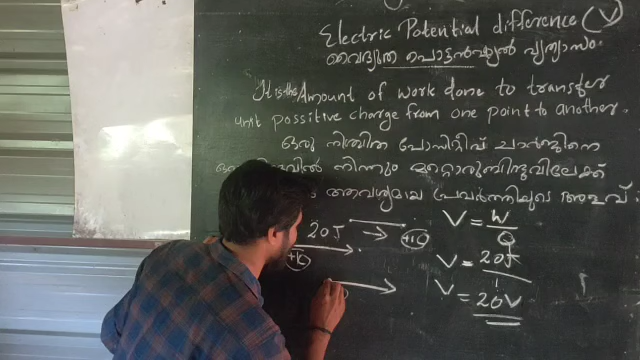 Electric Potential difference (V)
വൈദ്യുത പൊട്ടൻഷ്യൽ വ്യത്യാസം.
It is the Amount of work done to transfer
unit possitive charge from one point to another.
ഒരു നിശ്ചിത പോസിറ്റീവ് ചാർജ്ജിനെ
നിന്നും മറ്റൊരു ബിന്ദുവിലേക്ക്
ആവശ്യമായ പ്രവർത്തിയുടെ അളവ്.
20J → +1C
+1C
V = W/Q
V = 20J/1
V = 20V